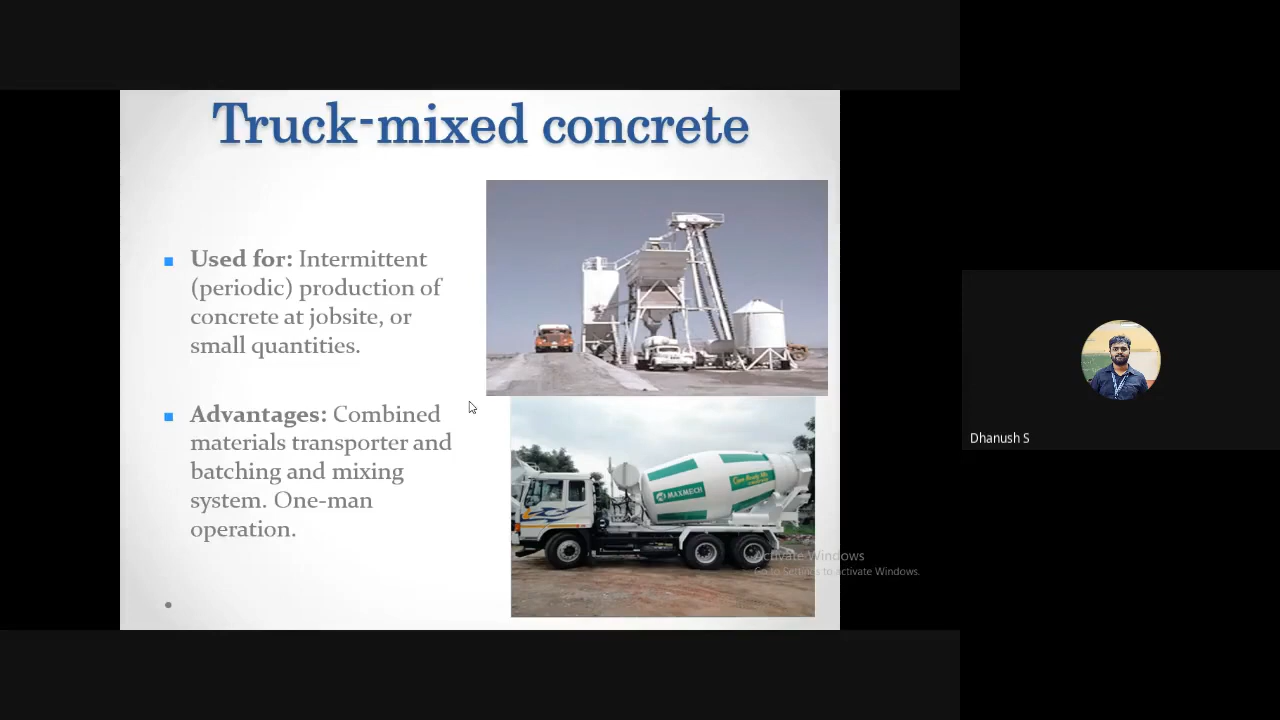 Truck-mixed concrete
Used for: Intermittent
(periodic) production of
concrete at jobsite, or
small quantities.
Advantages: Combined
materials transporter and
batching and mixing
system. One-man
operation.
MAXMECH
Activate Windows
Go to Settings to activate Windows.
Dhanush S